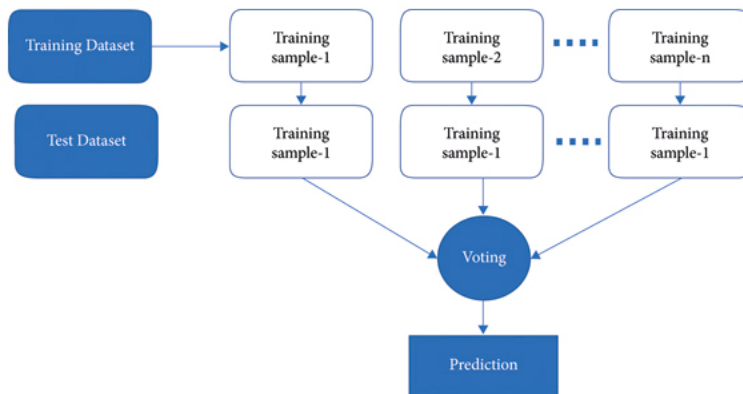 Training Dataset
Training
sample-1
Training
sample-2
Training
sample-n
Test Dataset
Training
sample-1
Training
sample-1
Training
sample-1
Voting
Prediction